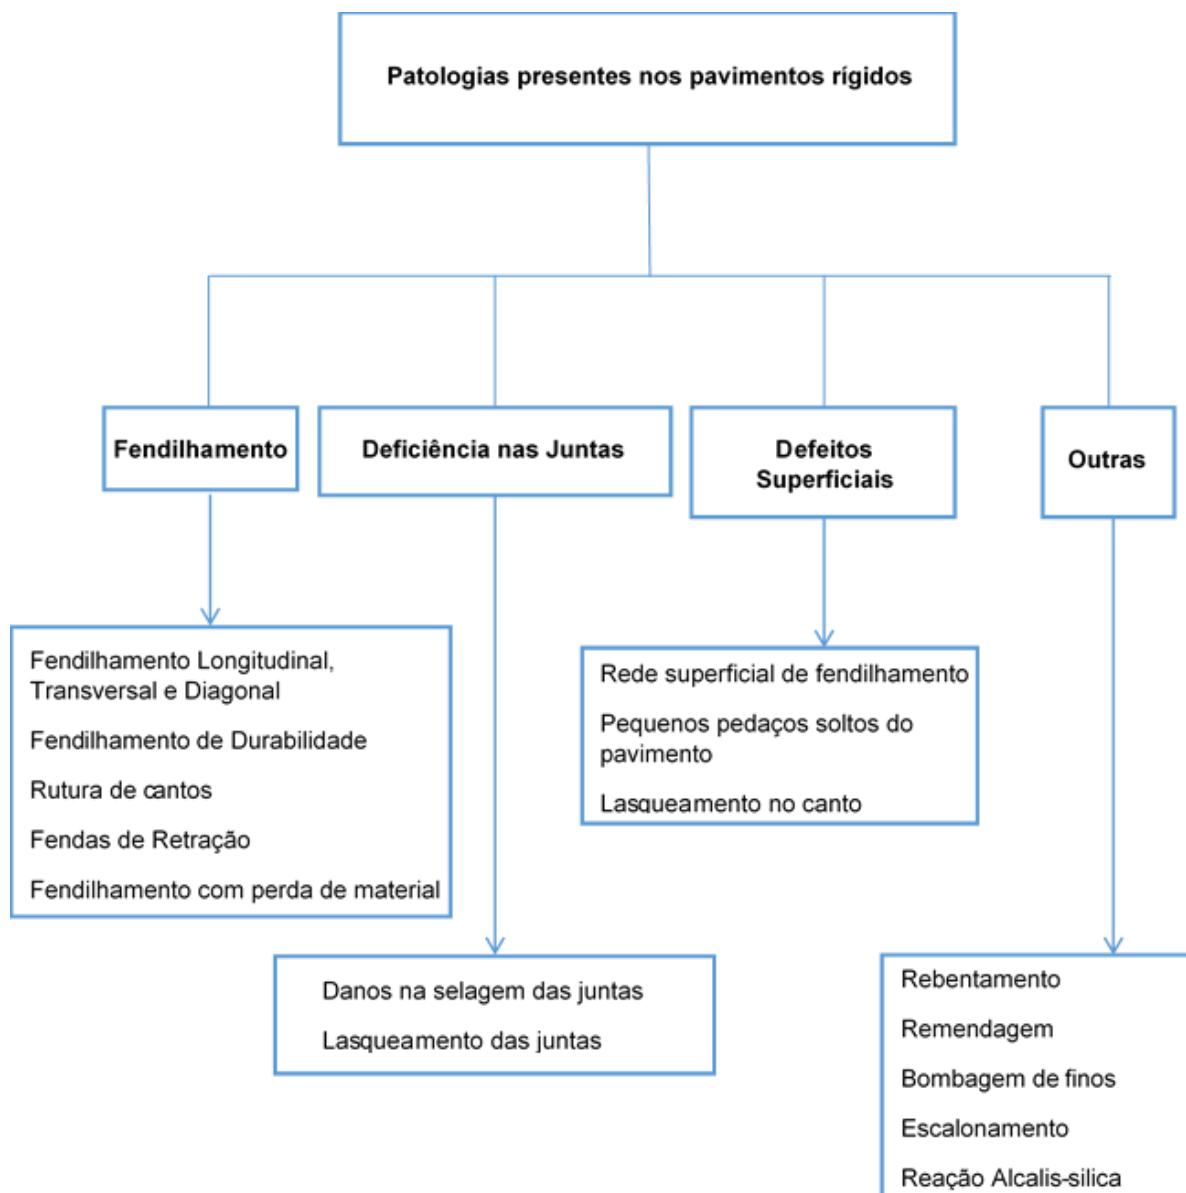 Patologias presentes nos pavimentos rígidos
Fendilhamento
Deficiência nas Juntas
Defeitos
Superficiais
Outras
Fendilhamento Longitudinal,
Transversal e Diagonal
Fendilhamento de Durabilidade
Rutura de cantos
Fendas de Retração
Fendilhamento com perda de material
Rede superficial de fendilhamento
Pequenos pedaços soltos do
pavimento
Lasqueamento no canto
Danos na selagem das juntas
Lasqueamento das juntas
Rebentamento
Remendagem
Bombagem de finos
Escalonamento
Reação Alcalis-silica